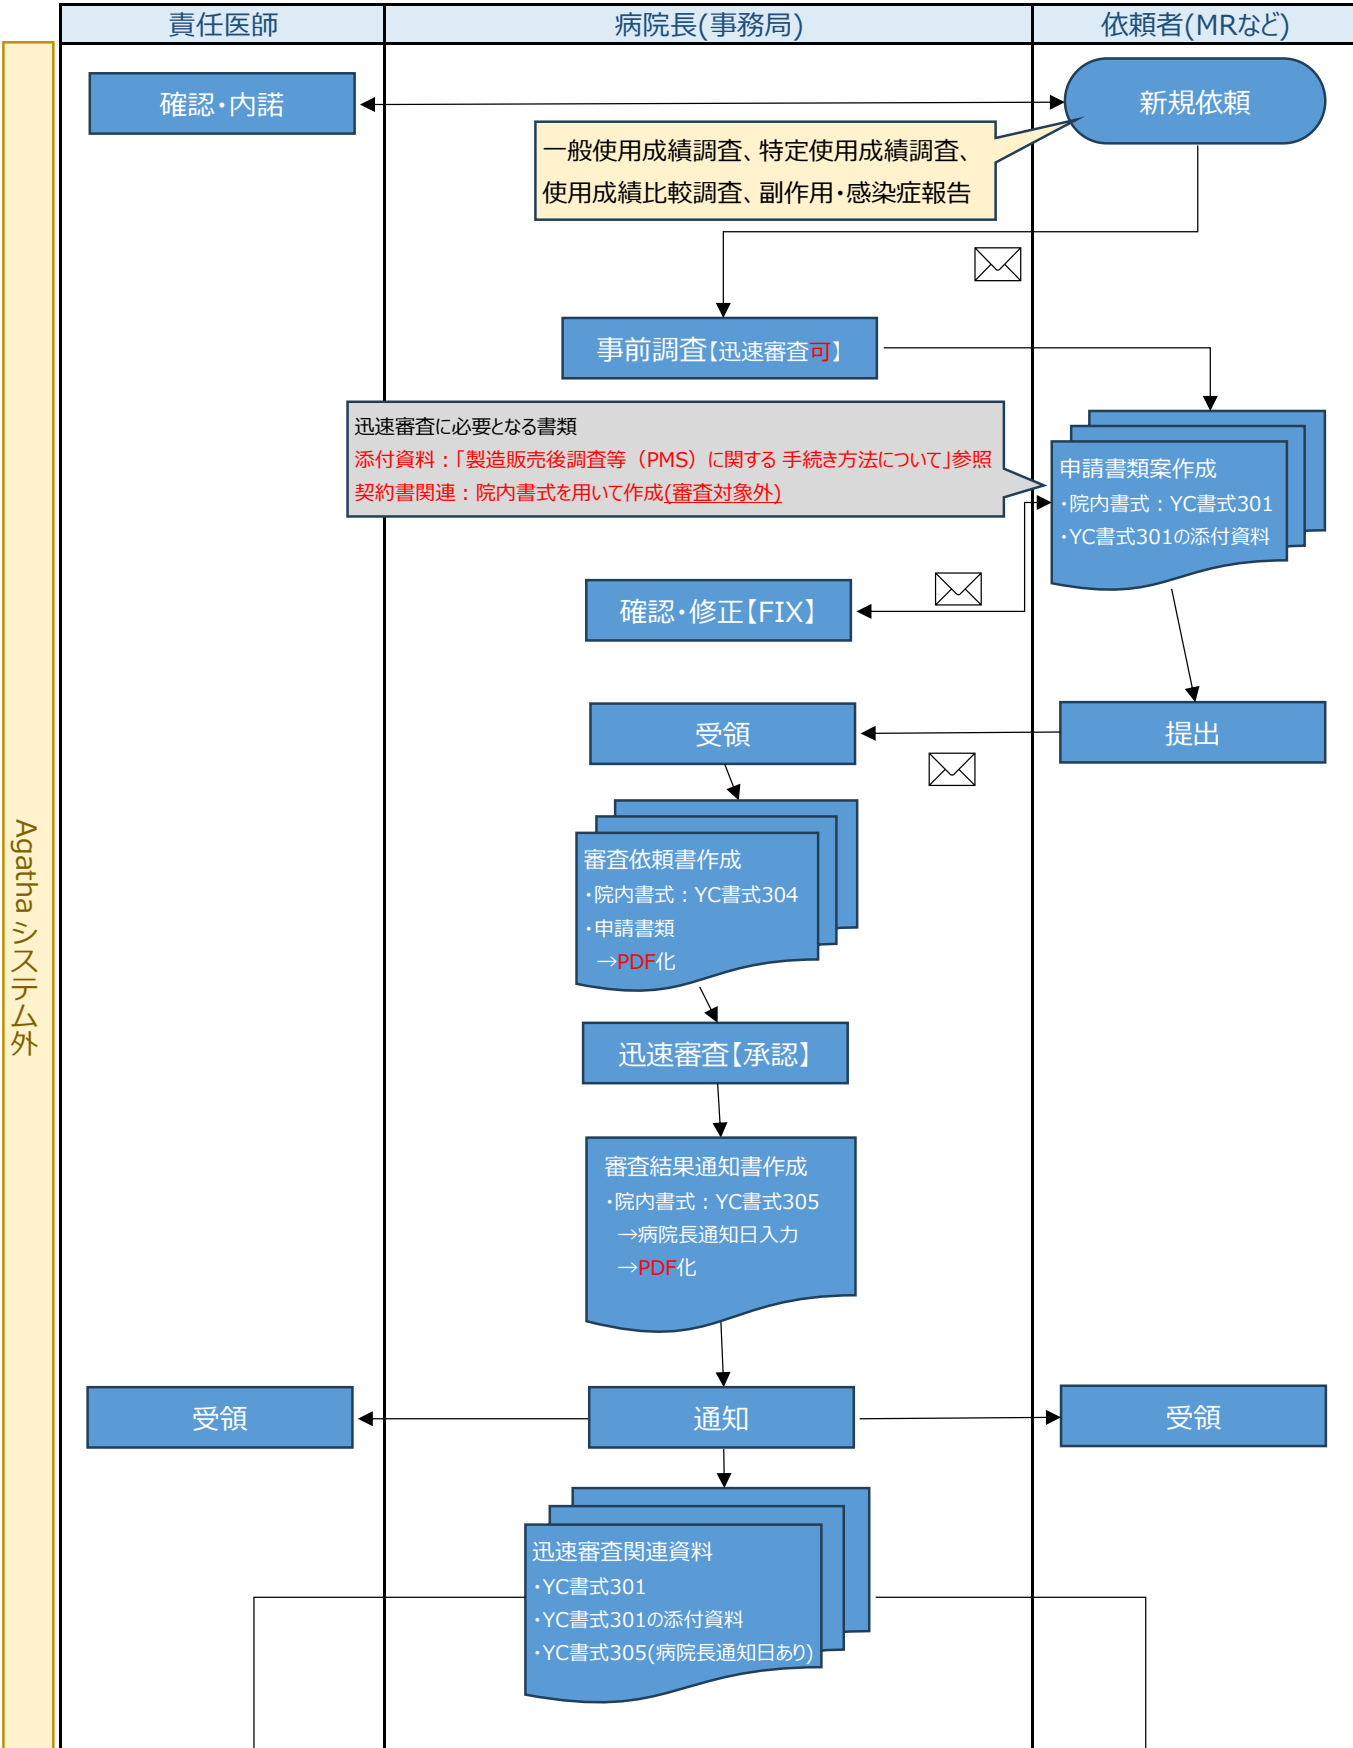 責任医師
病院長(事務局)
依頼者(MRなど)
確認・内諾
新規依頼
一般使用成績調査、特定使用成績調査、
使用成績比較調査、副作用・感染症報告
事前調査【迅速審査可】
迅速審査に必要となる書類
添付資料：「製造販売後調査等（PMS）に関する 手続き方法について」参照
契約書関連：院内書式を用いて作成(審査対象外)
申請書類案作成
・院内書式：YC書式301
・YC書式301の添付資料
確認・修正【FIX】
受領
提出
審査依頼書作成
・院内書式：YC書式304
・申請書類
→PDF化
迅速審査【承認】
審査結果通知書作成
・院内書式：YC書式305
→病院長通知日入力
→PDF化
受領
通知
受領
迅速審査関連資料
・YC書式301
・YC書式301の添付資料
・YC書式305(病院長通知日あり)
Agatha システム外